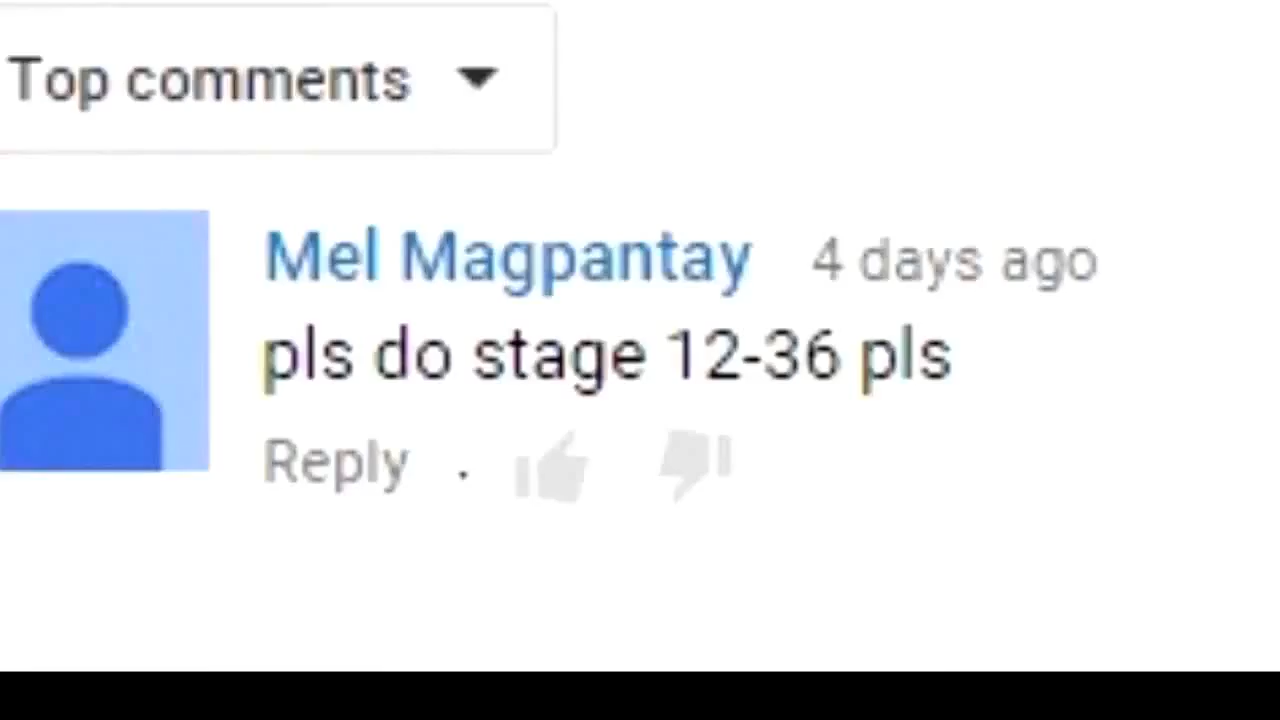 Top comments
Mel Magpantay 4 days ago
pls do stage 12-36 pls
Reply .